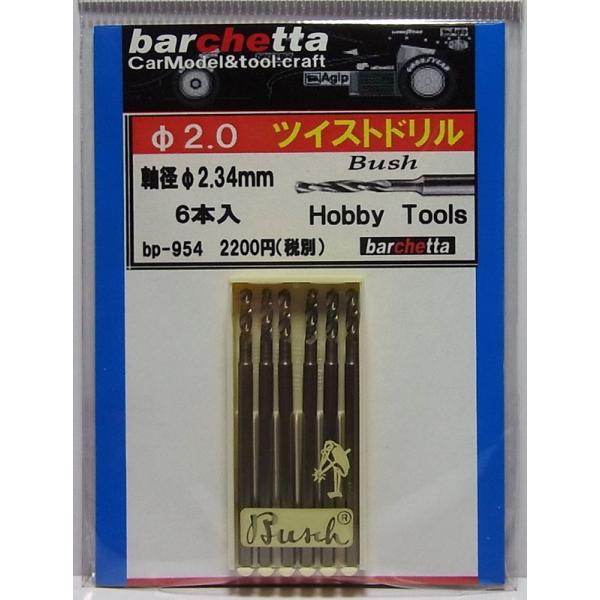 barchetta
CarModel&tool:craft
GOODYEAR
Agip
φ2.0 ツイストドリル
Bush
軸径φ2.34mm
6本入 Hobby Tools
bp-954 2200円(税別) barchetta
Busch®